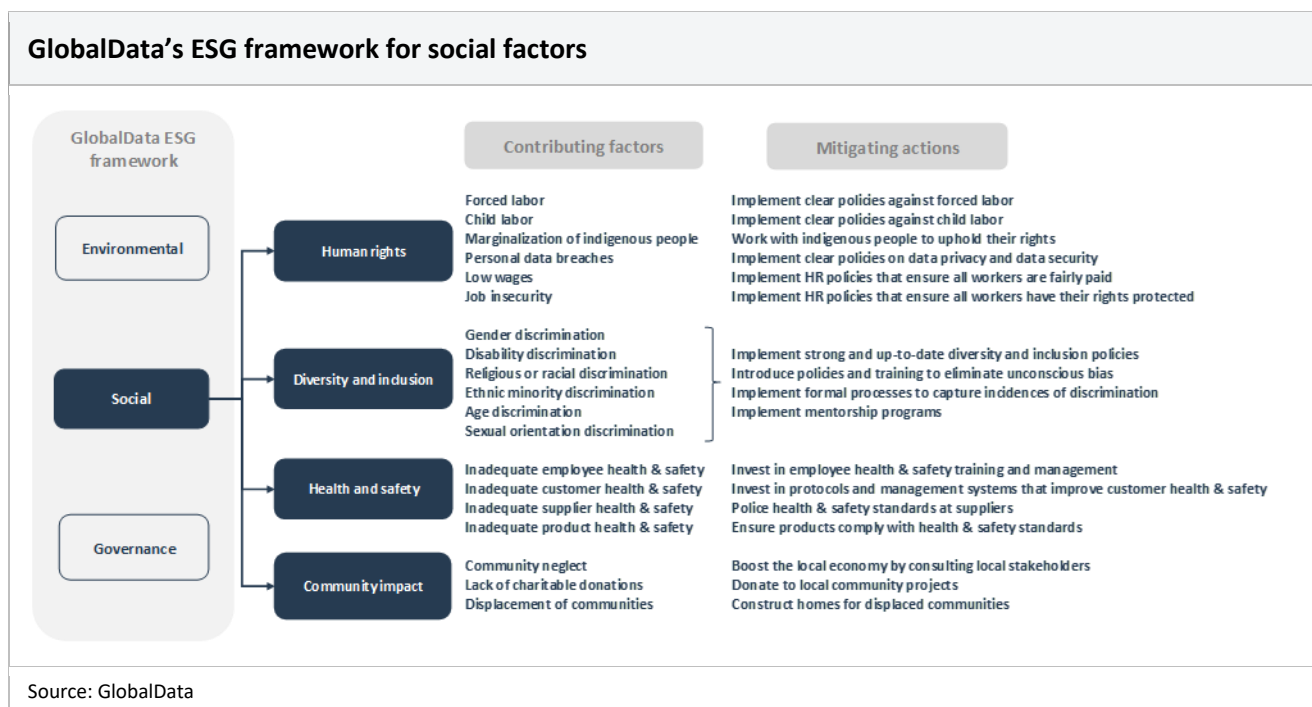 GlobalData’s ESG framework for social factors
GlobalData ESG
framework
Contributing factors
Mitigating actions
Environmental
Social
Governance
Human rights
Forced labor
Child labor
Marginalization of indigenous people
Personal data breaches
Low wages
Job insecurity
Implement clear policies against forced labor
Implement clear policies against child labor
Work with indigenous people to uphold their rights
Implement clear policies on data privacy and data security
Implement HR policies that ensure all workers are fairly paid
Implement HR policies that ensure all workers have their rights protected
Diversity and inclusion
Gender discrimination
Disability discrimination
Religious or racial discrimination
Ethnic minority discrimination
Age discrimination
Sexual orientation discrimination
Implement strong and up-to-date diversity and inclusion policies
Introduce policies and training to eliminate unconscious bias
Implement formal processes to capture incidences of discrimination
Implement mentorship programs
Health and safety
Inadequate employee health & safety
Inadequate customer health & safety
Inadequate supplier health & safety
Inadequate product health & safety
Invest in employee health & safety training and management
Invest in protocols and management systems that improve customer health & safety
Police health & safety standards at suppliers
Ensure products comply with health & safety standards
Community impact
Community neglect
Lack of charitable donations
Displacement of communities
Boost the local economy by consulting local stakeholders
Donate to local community projects
Construct homes for displaced communities
Source: GlobalData